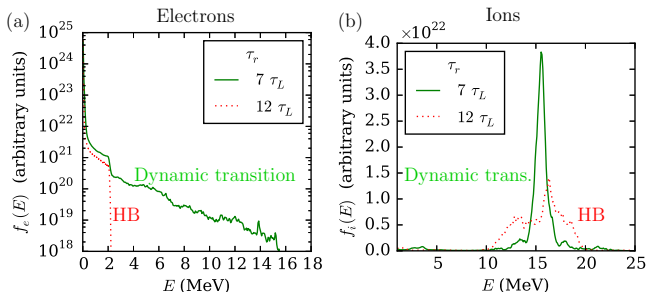 (a) Electrons
10^25
10^24
10^23
10^22
10^21
10^20
10^19
10^18
f_e(E) (arbitrary units)
τ_r
7 τ_L
12 τ_L
Dynamic transition
HB
0 2 4 6 8 10 12 14 16 18
E (MeV)
(b) Ions
×10^22
4.0
3.5
3.0
2.5
2.0
1.5
1.0
0.5
0.0
f_i(E) (arbitrary units)
τ_r
7 τ_L
12 τ_L
Dynamic trans.
HB
5 10 15 20 25
E (MeV)